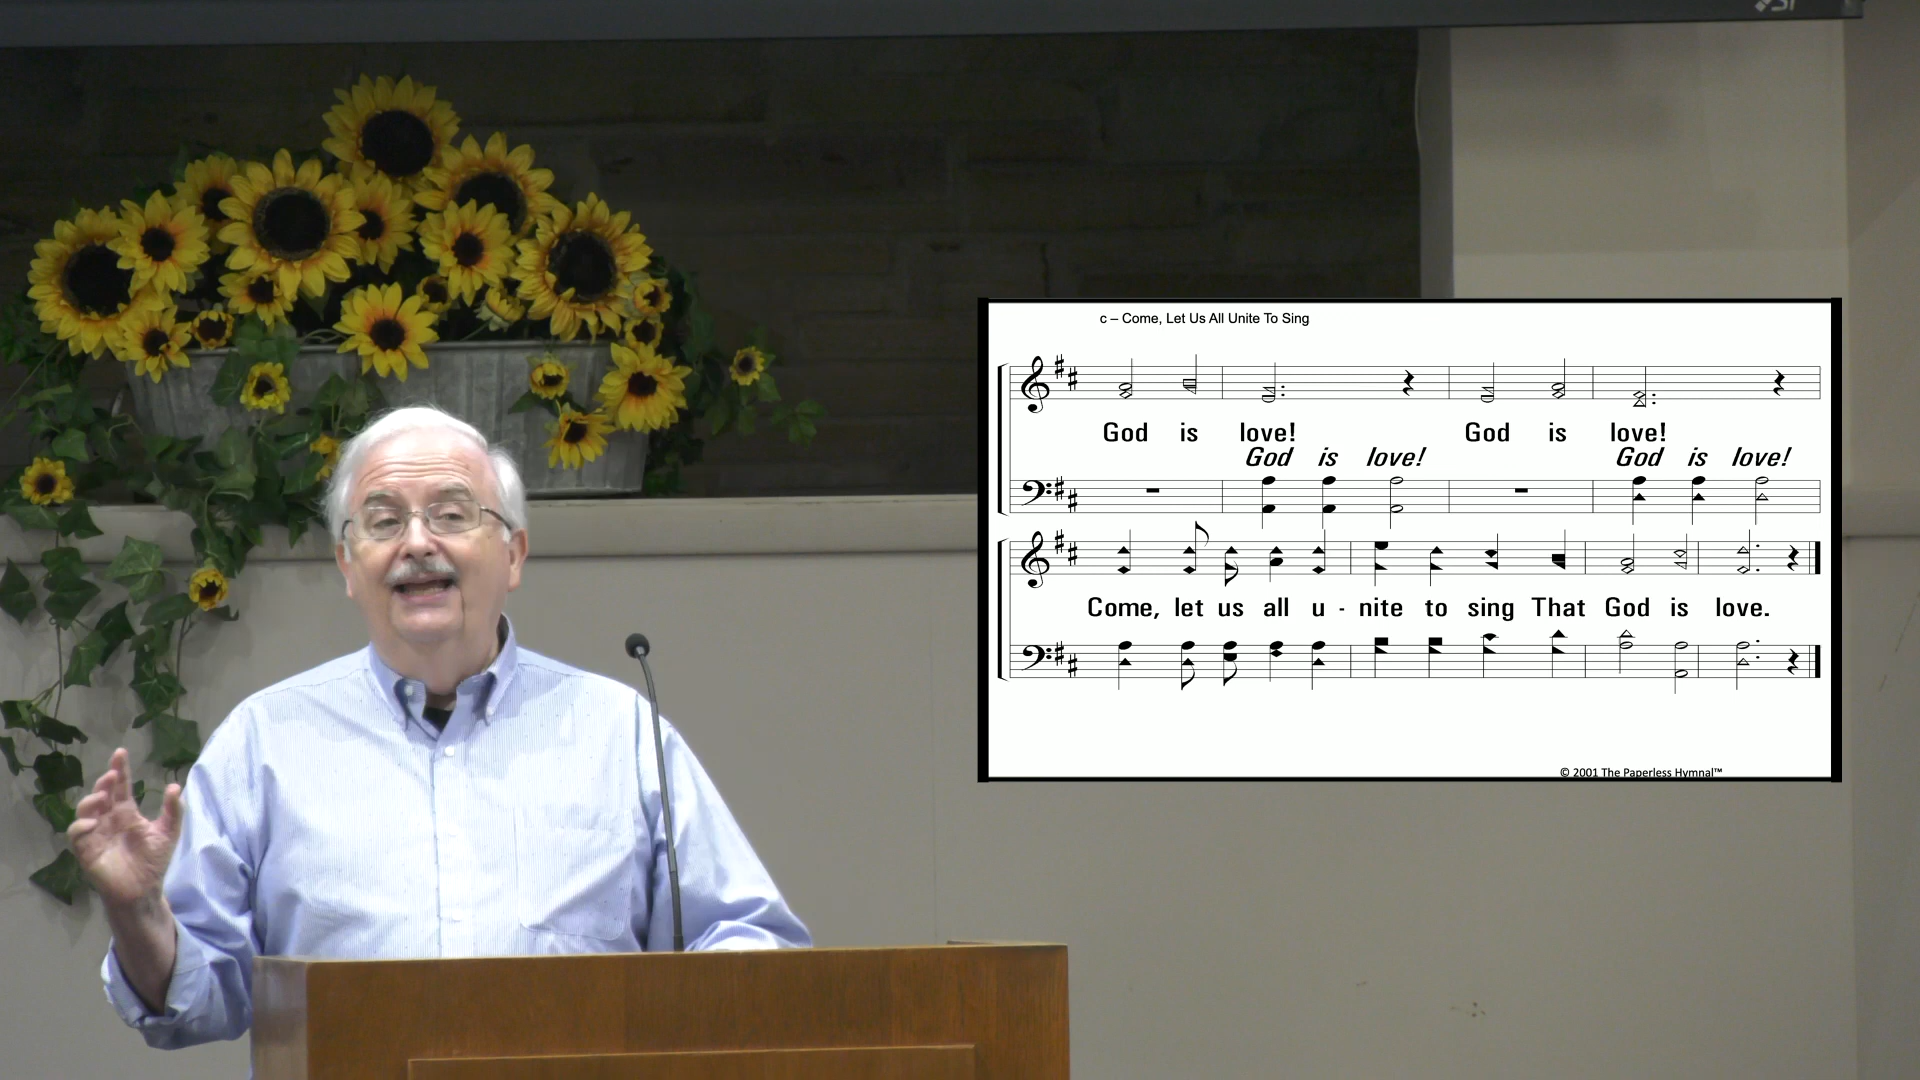 c – Come, Let Us All Unite To Sing
God is love! God is love!
God is love! God is love!
Come, let us all u - nite to sing That God is love.
© 2001 The Paperless Hymnal™